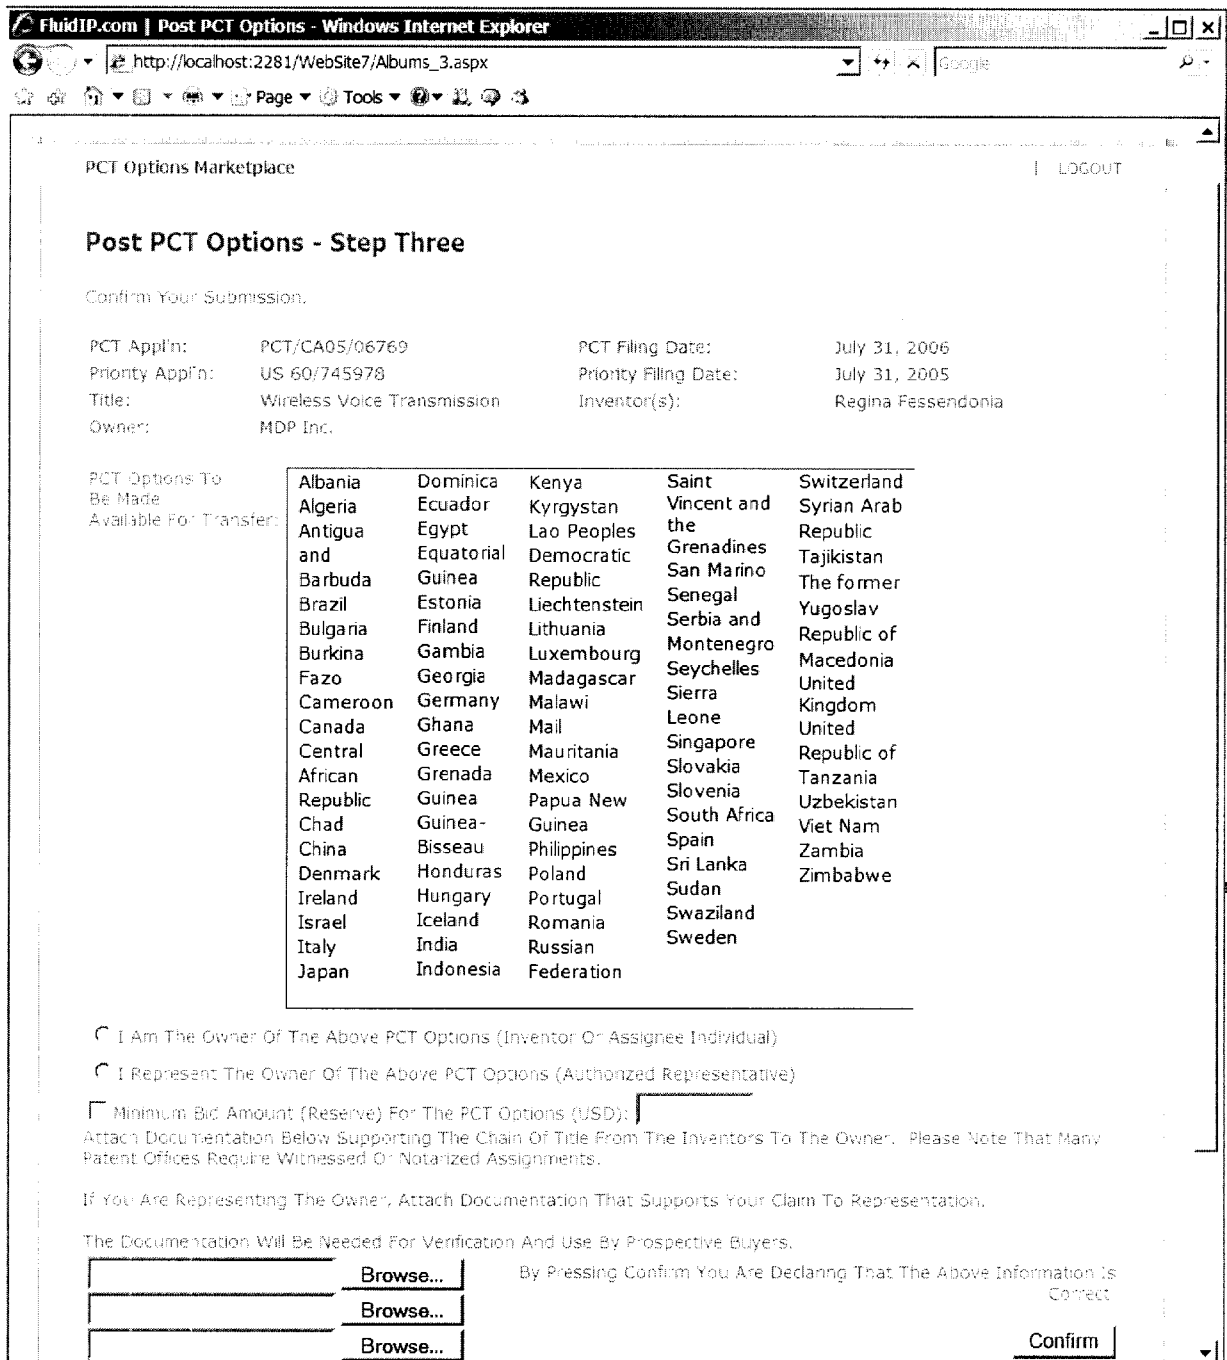 FluidIP.com | Post PCT Options - Windows Internet Explorer
http://localhost:2281/WebSite7/Albums_3.aspx
Google
Page Tools
PCT Options Marketplace
| LOGOUT
Post PCT Options - Step Three
Confirm Your Submission.
PCT Appl'n: PCT/CA05/06769 PCT Filing Date: July 31, 2006
Priority Appl'n: US 60/745978 Priority Filing Date: July 31, 2005
Title: Wireless Voice Transmission Inventor(s): Regina Fessendonia
Owner: MDP Inc.
PCT Options To
Be Made
Available For Transfer:
Albania
Algeria
Antigua
and
Barbuda
Brazil
Bulgaria
Burkina
Fazo
Cameroon
Canada
Central
African
Republic
Chad
China
Denmark
Ireland
Israel
Italy
Japan
Dominica
Ecuador
Egypt
Equatorial
Guinea
Estonia
Finland
Gambia
Georgia
Germany
Ghana
Greece
Grenada
Guinea
Guinea-
Bisseau
Honduras
Hungary
Iceland
India
Indonesia
Kenya
Kyrgystan
Lao Peoples
Democratic
Republic
Liechtenstein
Lithuania
Luxembourg
Madagascar
Malawi
Mail
Mauritania
Mexico
Papua New
Guinea
Philippines
Poland
Portugal
Romania
Russian
Federation
Saint
Vincent and
the
Grenadines
San Marino
Senegal
Serbia and
Montenegro
Seychelles
Sierra
Leone
Singapore
Slovakia
Slovenia
South Africa
Spain
Sri Lanka
Sudan
Swaziland
Sweden
Switzerland
Syrian Arab
Republic
Tajikistan
The former
Yugoslav
Republic of
Macedonia
United
Kingdom
United
Republic of
Tanzania
Uzbekistan
Viet Nam
Zambia
Zimbabwe
I Am The Owner Of The Above PCT Options (Inventor Or Assignee Individual)
I Represent The Owner Of The Above PCT Options (Authorized Representative)
Minimum Bid Amount (Reserve) For The PCT Options (USD):
Attach Documentation Below Supporting The Chain Of Title From The Inventors To The Owner. Please Note That Many
Patent Offices Require Witnessed Or Notarized Assignments.
If You Are Representing The Owner, Attach Documentation That Supports Your Claim To Representation.
The Documentation Will Be Needed For Verification And Use By Prospective Buyers.
Browse...
Browse...
Browse...
By Pressing Confirm You Are Declaring That The Above Information Is
Correct
Confirm